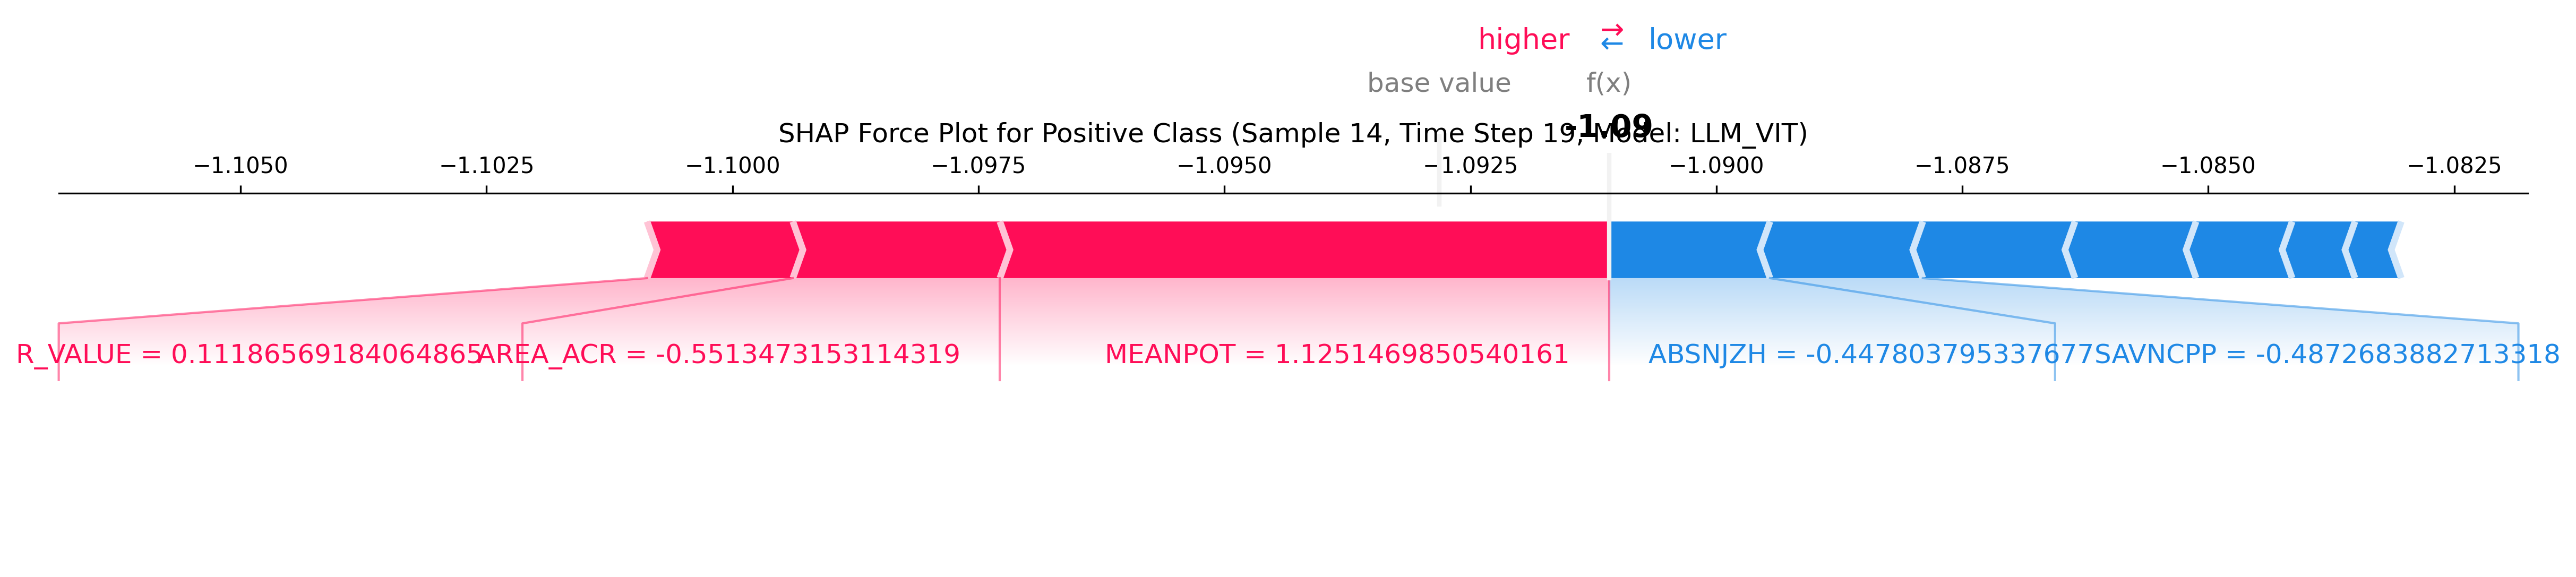 higher ⇄ lower
base value f(x)
-1.09
SHAP Force Plot for Positive Class (Sample 14, Time Step 19, Model: LLM_VIT)
−1.1050 −1.1025 −1.1000 −1.0975 −1.0950 −1.0925 −1.0900 −1.0875 −1.0850 −1.0825
R_VALUE = 0.11186569184064865 AREA_ACR = -0.5513473153114319 MEANPOT = 1.1251469850540161 ABSNJZH = -0.447803795337677 SAVNCPP = -0.4872683882713318